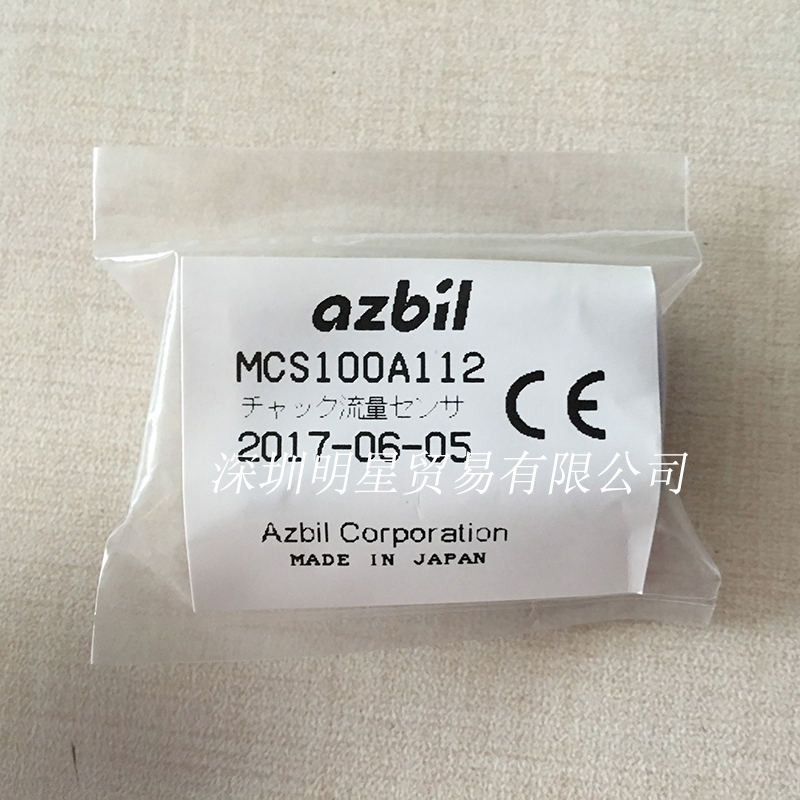 azbil
MCS100A112
チャック流量センサ
CE
2017-06-05
深圳明星贸易有限公司
Azbil Corporation
MADE IN JAPAN